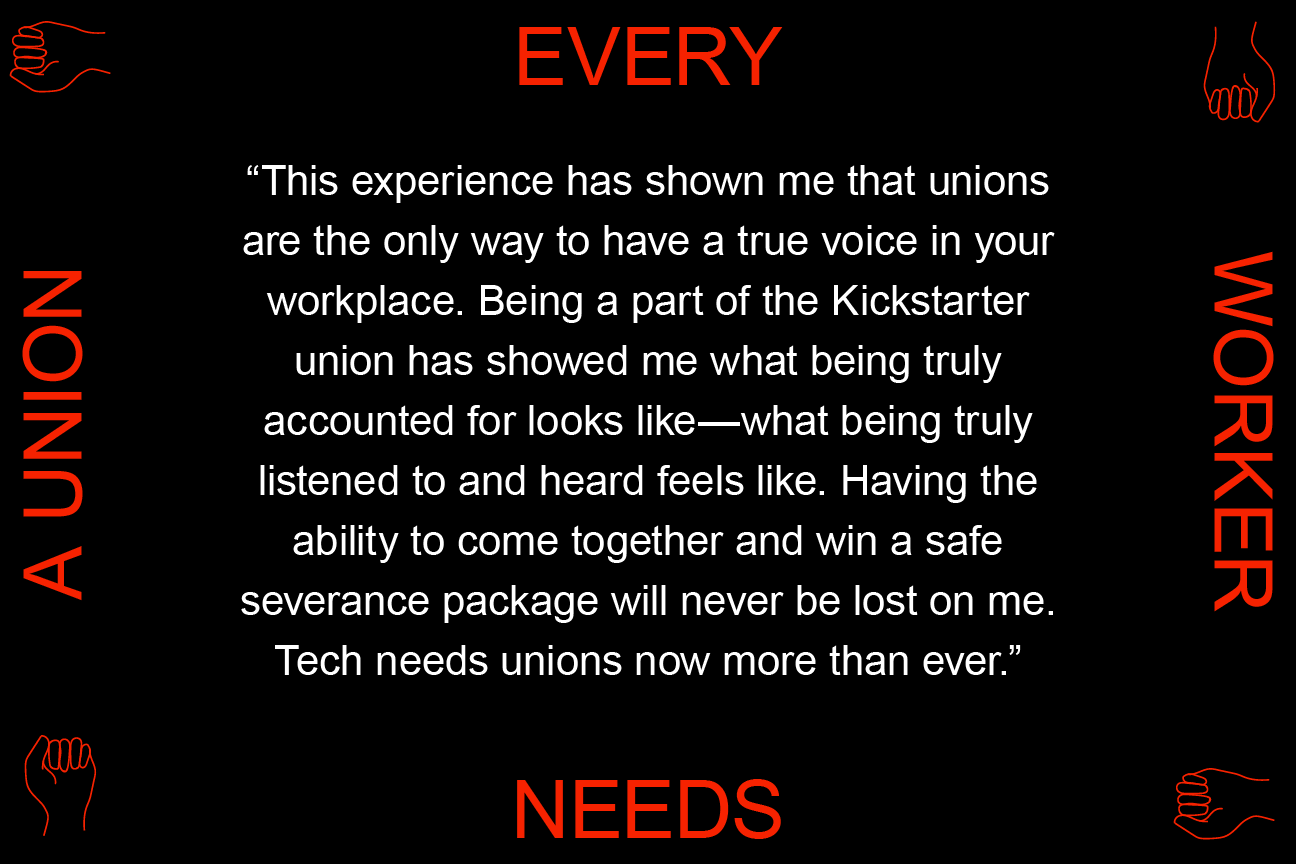 EVERY
“This experience has shown me that unions
are the only way to have a true voice in your
workplace. Being a part of the Kickstarter
union has showed me what being truly
accounted for looks like—what being truly
listened to and heard feels like. Having the
ability to come together and win a safe
severance package will never be lost on me.
Tech needs unions now more than ever.”
WORKER
NEEDS
A UNION